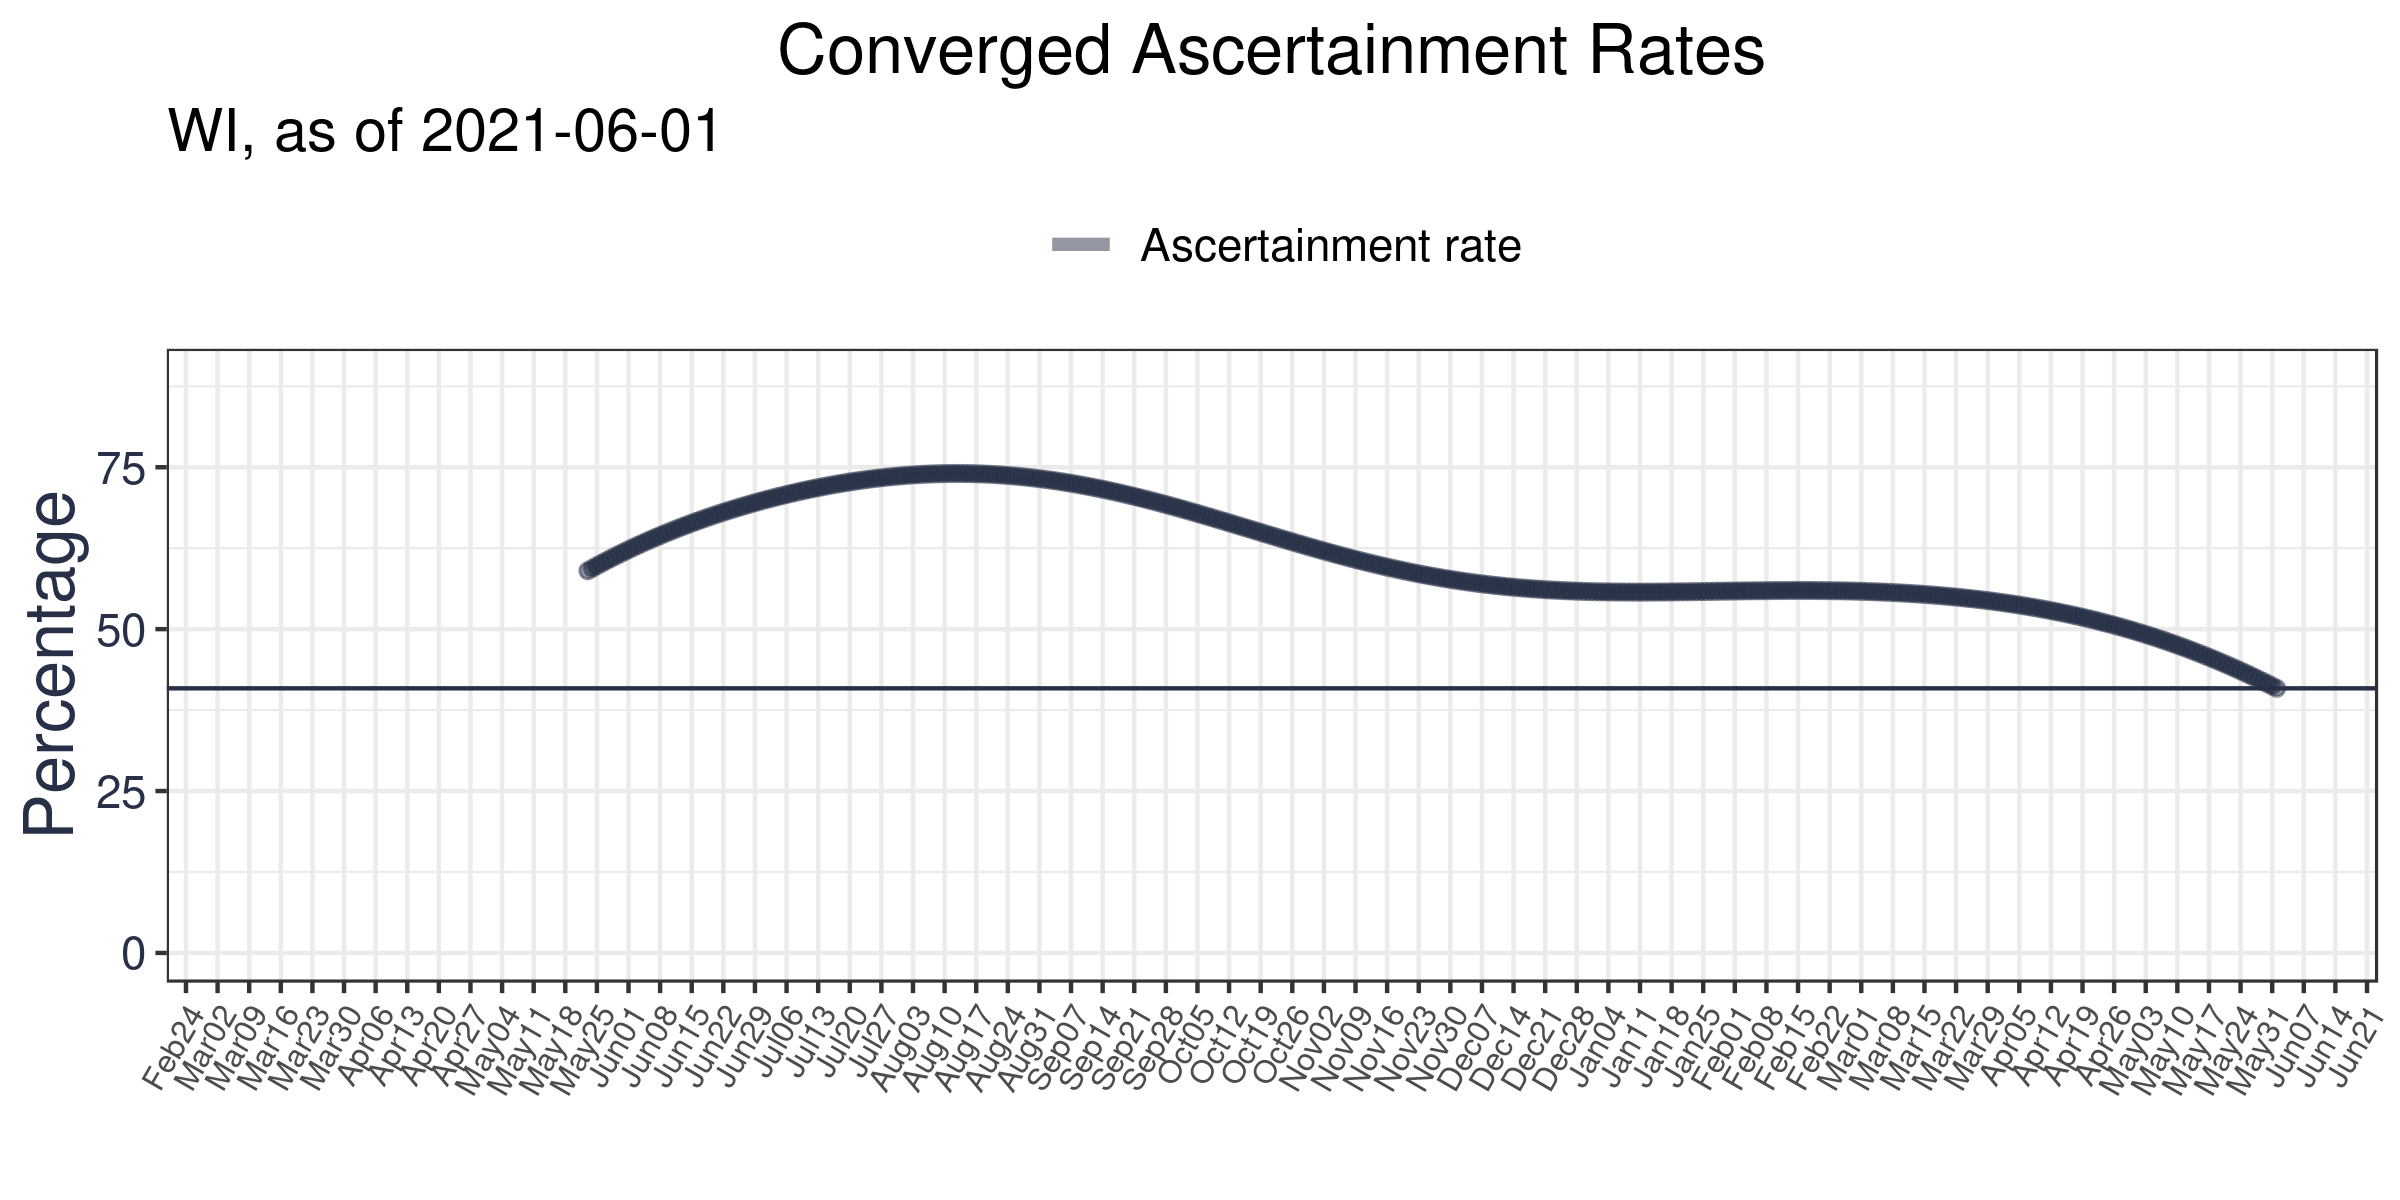 Converged Ascertainment Rates
WI, as of 2021-06-01
Ascertainment rate
Percentage
75
50
25
0
Feb24
Mar02
Mar09
Mar16
Mar23
Mar30
Apr06
Apr13
Apr20
Apr27
May04
May11
May18
May25
Jun01
Jun08
Jun15
Jun22
Jun29
Jul06
Jul13
Jul20
Jul27
Aug03
Aug10
Aug17
Aug24
Aug31
Sep07
Sep14
Sep21
Sep28
Oct05
Oct12
Oct19
Oct26
Nov02
Nov09
Nov16
Nov23
Nov30
Dec07
Dec14
Dec21
Dec28
Jan04
Jan11
Jan18
Jan25
Feb01
Feb08
Feb15
Feb22
Mar01
Mar08
Mar15
Mar22
Mar29
Apr05
Apr12
Apr19
Apr26
May03
May10
May17
May24
May31
Jun07
Jun14
Jun21